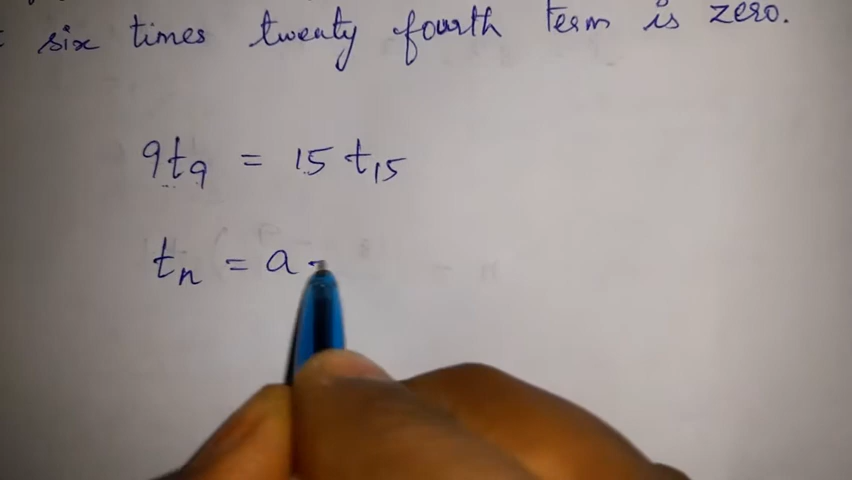 six times twenty fourth term is zero.
9t₉ = 15 t₁₅
tₙ = a -